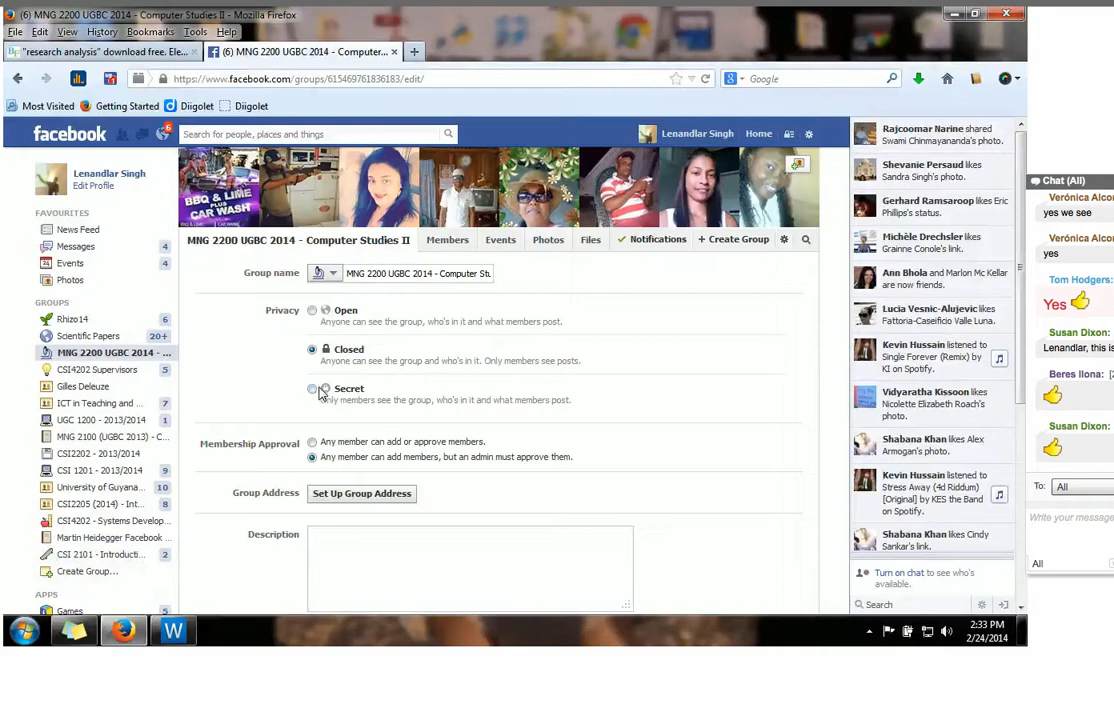 (6) MNG 2200 UGBC 2014 - Computer Studies II - Mozilla Firefox
File Edit View History Bookmarks Tools Help
"research analysis" download free. Ele...
(6) MNG 2200 UGBC 2014 - Computer...
https://www.facebook.com/groups/615469761836183/edit/
Google
Most Visited Getting Started Diigolet Diigolet
facebook
6
Search for people, places and things
Lenandlar Singh Home
Lenandlar Singh
Edit Profile
FAVOURITES
News Feed
Messages 4
Events 4
Photos
GROUPS
Rhizo14 6
Scientific Papers 20+
MNG 2200 UGBC 2014 - ...
CSI4202 Supervisors 5
Gilles Deleuze
ICT in Teaching and ... 7
UGC 1200 - 2013/2014 1
MNG 2100 (UGBC 2013) - C...
CSI2202 - 2013/2014
CSI 1201 - 2013/2014 9
University of Guyana... 10
CSI2205 (2014) - Int... 8
CSI4202 - Systems Develop...
Martin Heidegger Facebook ...
CSI 2101 - Introducti... 2
Create Group...
APPS
Games 5
BBQ & LIME
PLUS
CAR WASH
MNG 2200 UGBC 2014 - Computer Studies II Members Events Photos Files Notifications + Create Group
Group name MNG 2200 UGBC 2014 - Computer Stu
Privacy Open
Anyone can see the group, who's in it and what members post.
Closed
Anyone can see the group and who's in it. Only members see posts.
Secret
Only members see the group, who's in it and what members post.
Membership Approval Any member can add or approve members.
Any member can add members, but an admin must approve them.
Group Address Set Up Group Address
Description
Rajcoomar Narine shared
Swami Chinmayananda's photo.
Shevanie Persaud likes
Sandra Singh's photo.
Gerhard Ramsaroop likes Eric
Phillips's status.
Michèle Drechsler likes
Grainne Conole's link.
Ann Bhola and Marlon Mc Kellar
are now friends.
Lucia Vesnic-Alujevic likes
Fattoria-Caseificio Valle Luna.
Kevin Hussain listened to
Single Forever (Remix) by
KI on Spotify.
Vidyaratha Kissoon likes
Nicolette Elizabeth Roach's
photo.
Shabana Khan likes Alex
Armogan's photo.
Kevin Hussain listened to
Stress Away (4d Riddum)
[Original] by KES the Band
on Spotify.
Shabana Khan likes Cindy
Sankar's link.
Turn on chat to see who's
available.
Search
Chat (All)
Verónica Alcor
yes we see
Verónica Alcor
yes
Tom Hodgers:
Yes
Susan Dixon:
Lenandlar, this is
Beres Ilona: [2
Susan Dixon:
To: All
Write your message
All
W
2:33 PM
2/24/2014